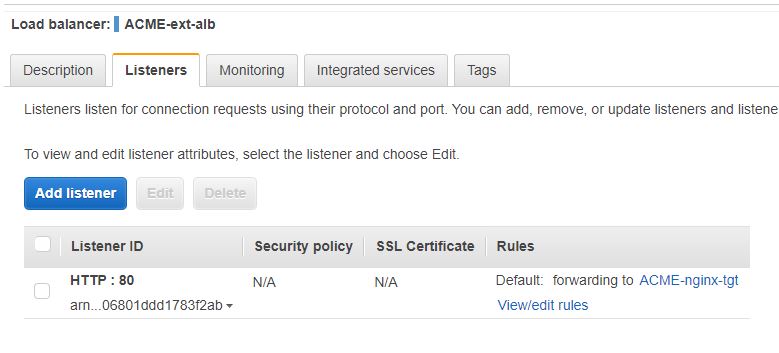 Load balancer: ACME-ext-alb
Description Listeners Monitoring Integrated services Tags
Listeners listen for connection requests using their protocol and port. You can add, remove, or update listeners and listene
To view and edit listener attributes, select the listener and choose Edit.
Add listener Edit Delete
Listener ID Security policy SSL Certificate Rules
HTTP : 80 N/A N/A Default: forwarding to ACME-nginx-tgt
arn...06801ddd1783f2ab View/edit rules